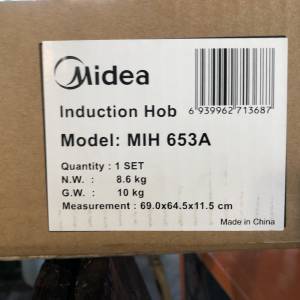 Midea
6 939962 713687
Induction Hob
Model: MIH 653A
Quantity : 1 SET
N.W. : 8.6 kg
G.W. : 10 kg
Measurement : 69.0x64.5x11.5 cm
Made in China